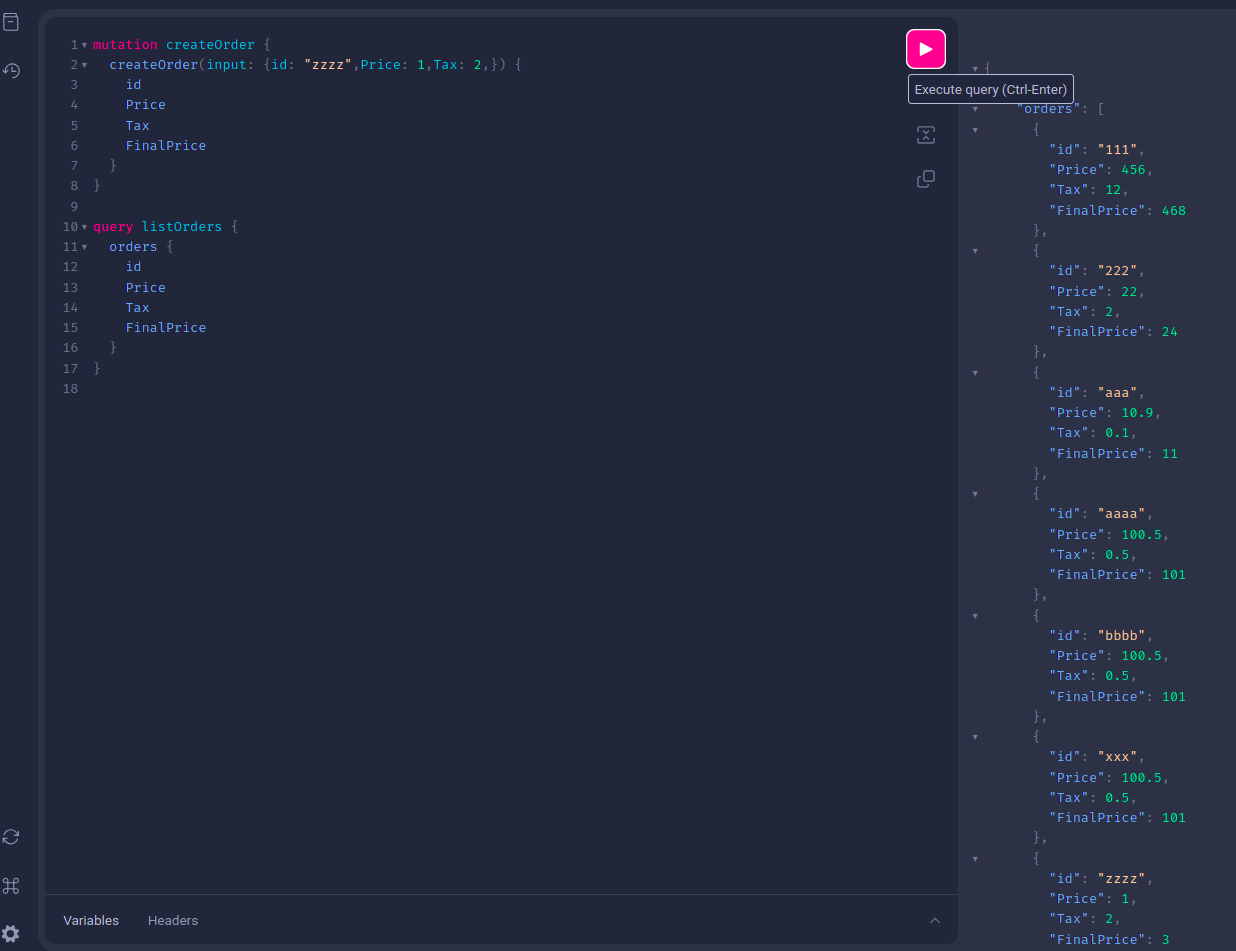 1 mutation createOrder {
2 createOrder(input: {id: "zzzz",Price: 1,Tax: 2,}) {
3 id
4 Price
5 Tax
6 FinalPrice
7 }
8 }
9
10 query listOrders {
11 orders {
12 id
13 Price
14 Tax
15 FinalPrice
16 }
17 }
18
Execute query (Ctrl-Enter)
Variables Headers
{
"orders": [
{
"id": "111",
"Price": 456,
"Tax": 12,
"FinalPrice": 468
},
{
"id": "222",
"Price": 22,
"Tax": 2,
"FinalPrice": 24
},
{
"id": "aaa",
"Price": 10.9,
"Tax": 0.1,
"FinalPrice": 11
},
{
"id": "aaaa",
"Price": 100.5,
"Tax": 0.5,
"FinalPrice": 101
},
{
"id": "bbbb",
"Price": 100.5,
"Tax": 0.5,
"FinalPrice": 101
},
{
"id": "xxx",
"Price": 100.5,
"Tax": 0.5,
"FinalPrice": 101
},
{
"id": "zzzz",
"Price": 1,
"Tax": 2,
"FinalPrice": 3